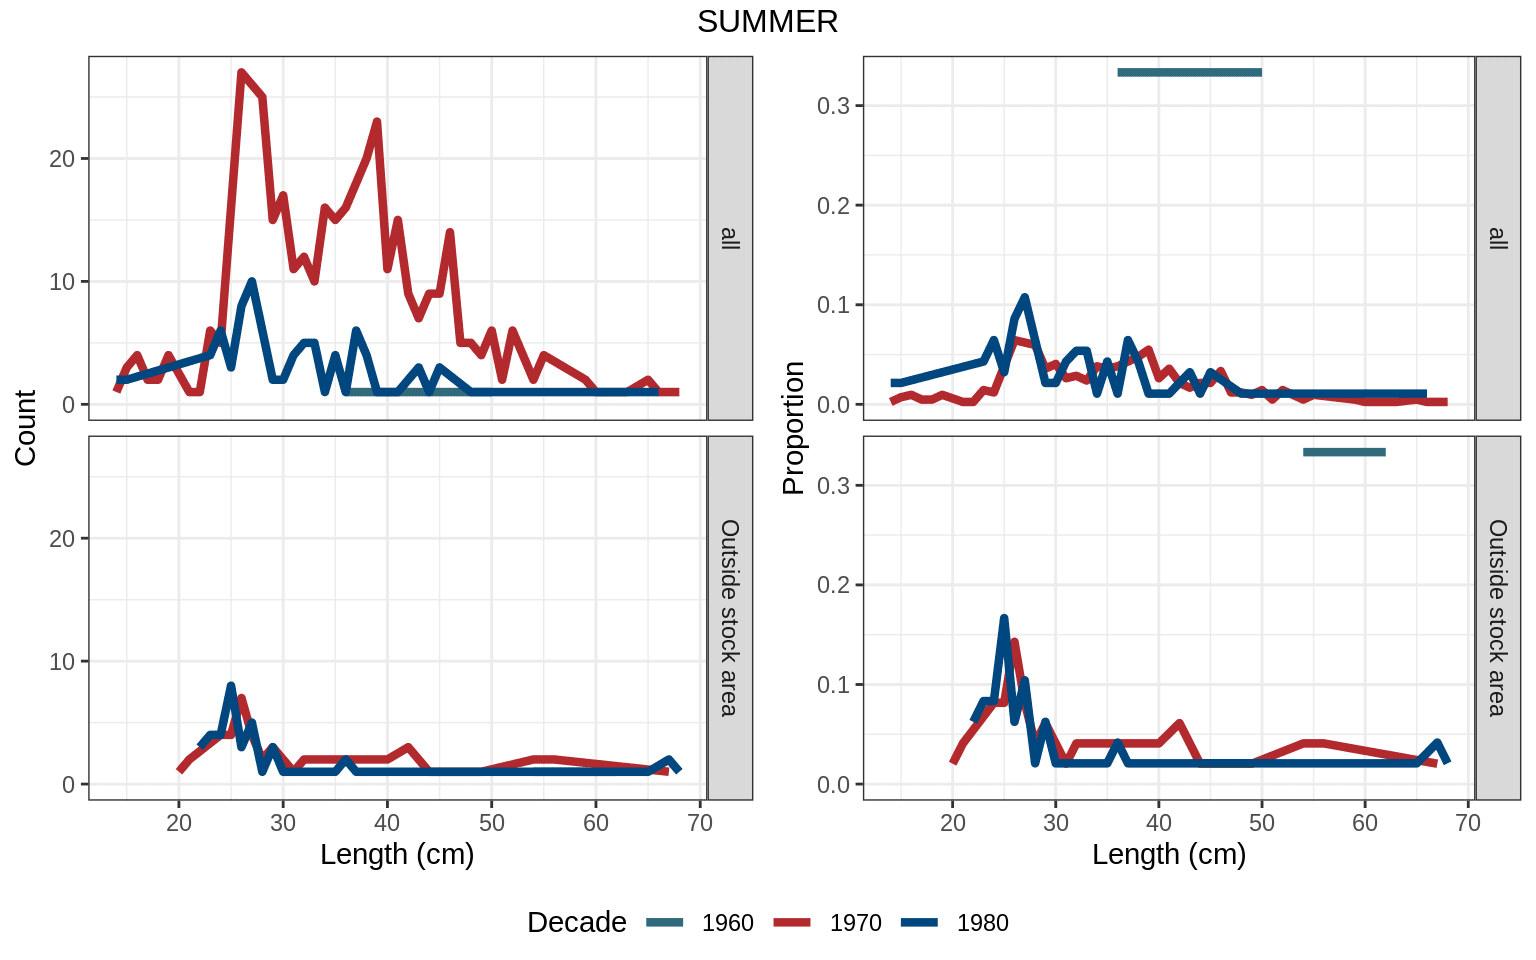 SUMMER
Count
20
10
0
all
20
10
0
Outside stock area
20 30 40 50 60 70
Length (cm)
Proportion
0.3
0.2
0.1
0.0
all
0.3
0.2
0.1
0.0
Outside stock area
20 30 40 50 60 70
Length (cm)
Decade 1960 1970 1980